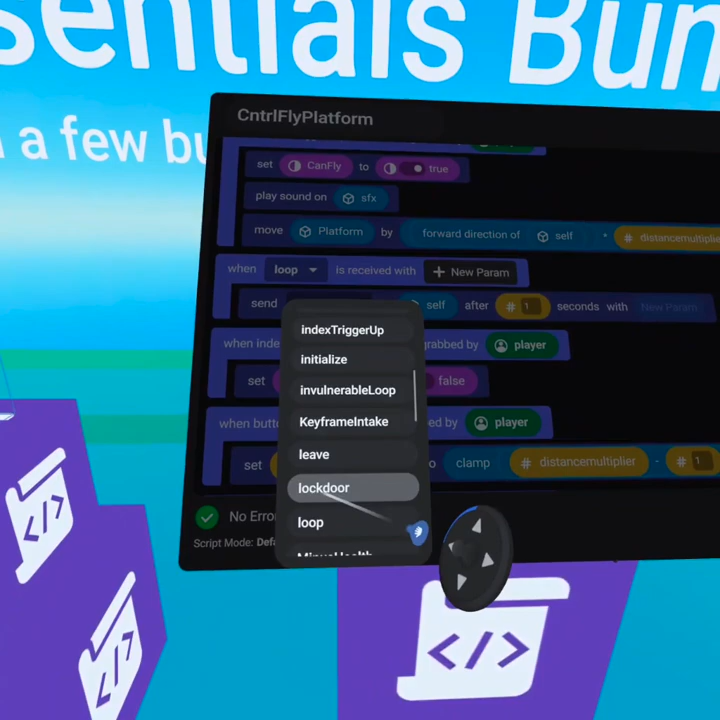 sentials Bun
a few bu
CntrlFlyPlatform
set CanFly to true
play sound on sfx
move Platform by forward direction of self * # distancemultiplie
when loop is received with + New Param
send self after # 1 seconds with New Param
when inde grabbed by player
set false
when butto ed by player
set o clamp # distancemultiplier - # 1
indexTriggerUp
initialize
invulnerableLoop
KeyframeIntake
leave
lockdoor
loop
MinusHealth
No Erro
Script Mode: Defa